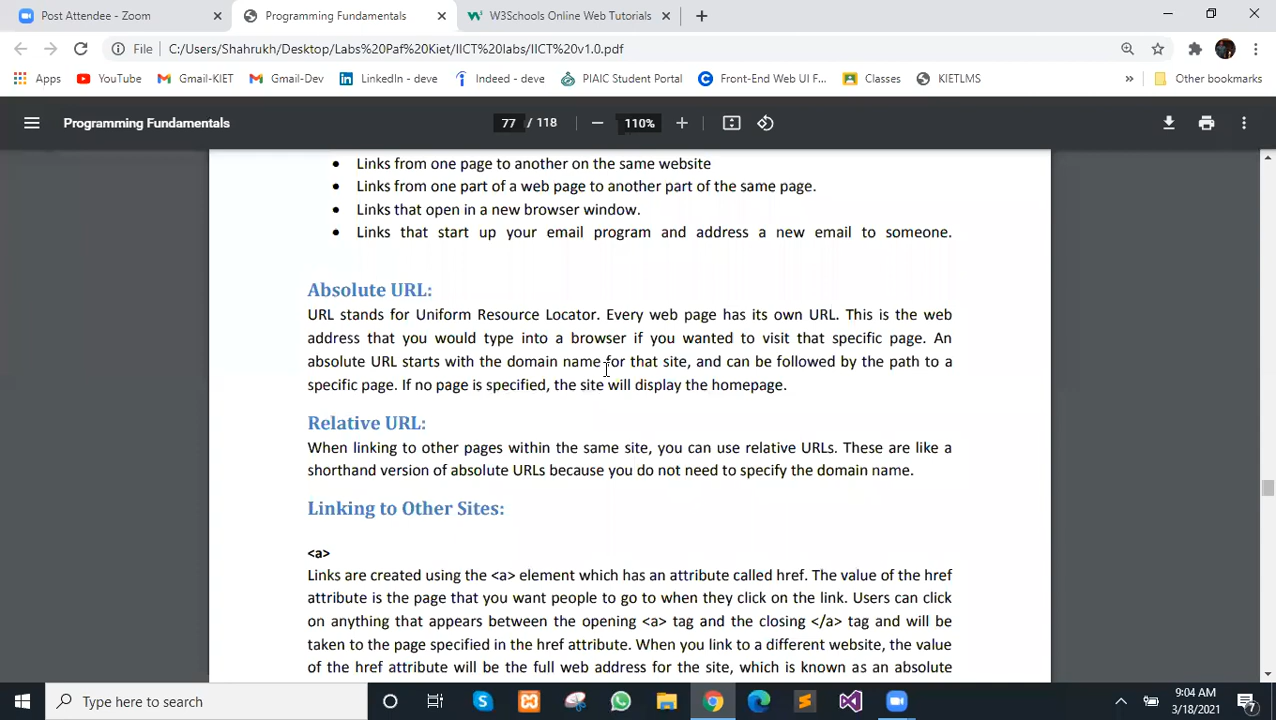 Post Attendee - Zoom
Programming Fundamentals
W3Schools Online Web Tutorials
File
C:/Users/Shahrukh/Desktop/Labs%20Paf%20Kiet/IICT%20labs/IICT%20v1.0.pdf
Apps
YouTube
Gmail-KIET
Gmail-Dev
LinkedIn - deve
Indeed - deve
PIAIC Student Portal
Front-End Web UI F...
Classes
KIETLMS
»
Other bookmarks
Programming Fundamentals
77 / 118
110%
• Links from one page to another on the same website
• Links from one part of a web page to another part of the same page.
• Links that open in a new browser window.
• Links that start up your email program and address a new email to someone.
Absolute URL:
URL stands for Uniform Resource Locator. Every web page has its own URL. This is the web
address that you would type into a browser if you wanted to visit that specific page. An
absolute URL starts with the domain name for that site, and can be followed by the path to a
specific page. If no page is specified, the site will display the homepage.
Relative URL:
When linking to other pages within the same site, you can use relative URLs. These are like a
shorthand version of absolute URLs because you do not need to specify the domain name.
Linking to Other Sites:
<a>
Links are created using the <a> element which has an attribute called href. The value of the href
attribute is the page that you want people to go to when they click on the link. Users can click
on anything that appears between the opening <a> tag and the closing </a> tag and will be
taken to the page specified in the href attribute. When you link to a different website, the value
of the href attribute will be the full web address for the site, which is known as an absolute
Type here to search
9:04 AM
3/18/2021
7